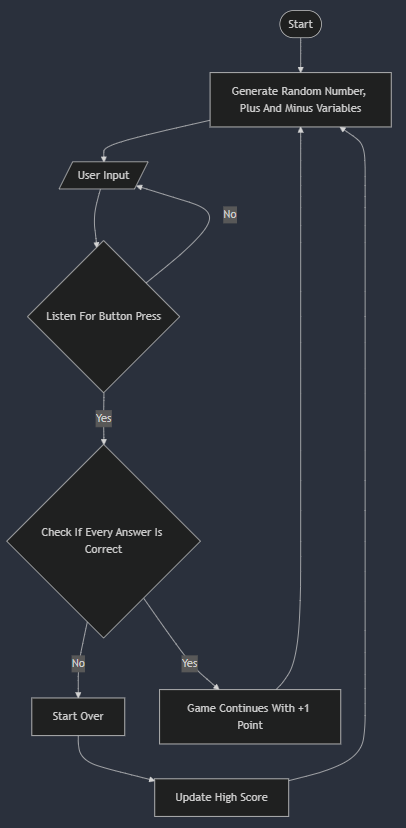 Start
Generate Random Number,
Plus And Minus Variables
User Input
No
Listen For Button Press
Yes
Check If Every Answer Is
Correct
No
Yes
Start Over
Game Continues With +1
Point
Update High Score